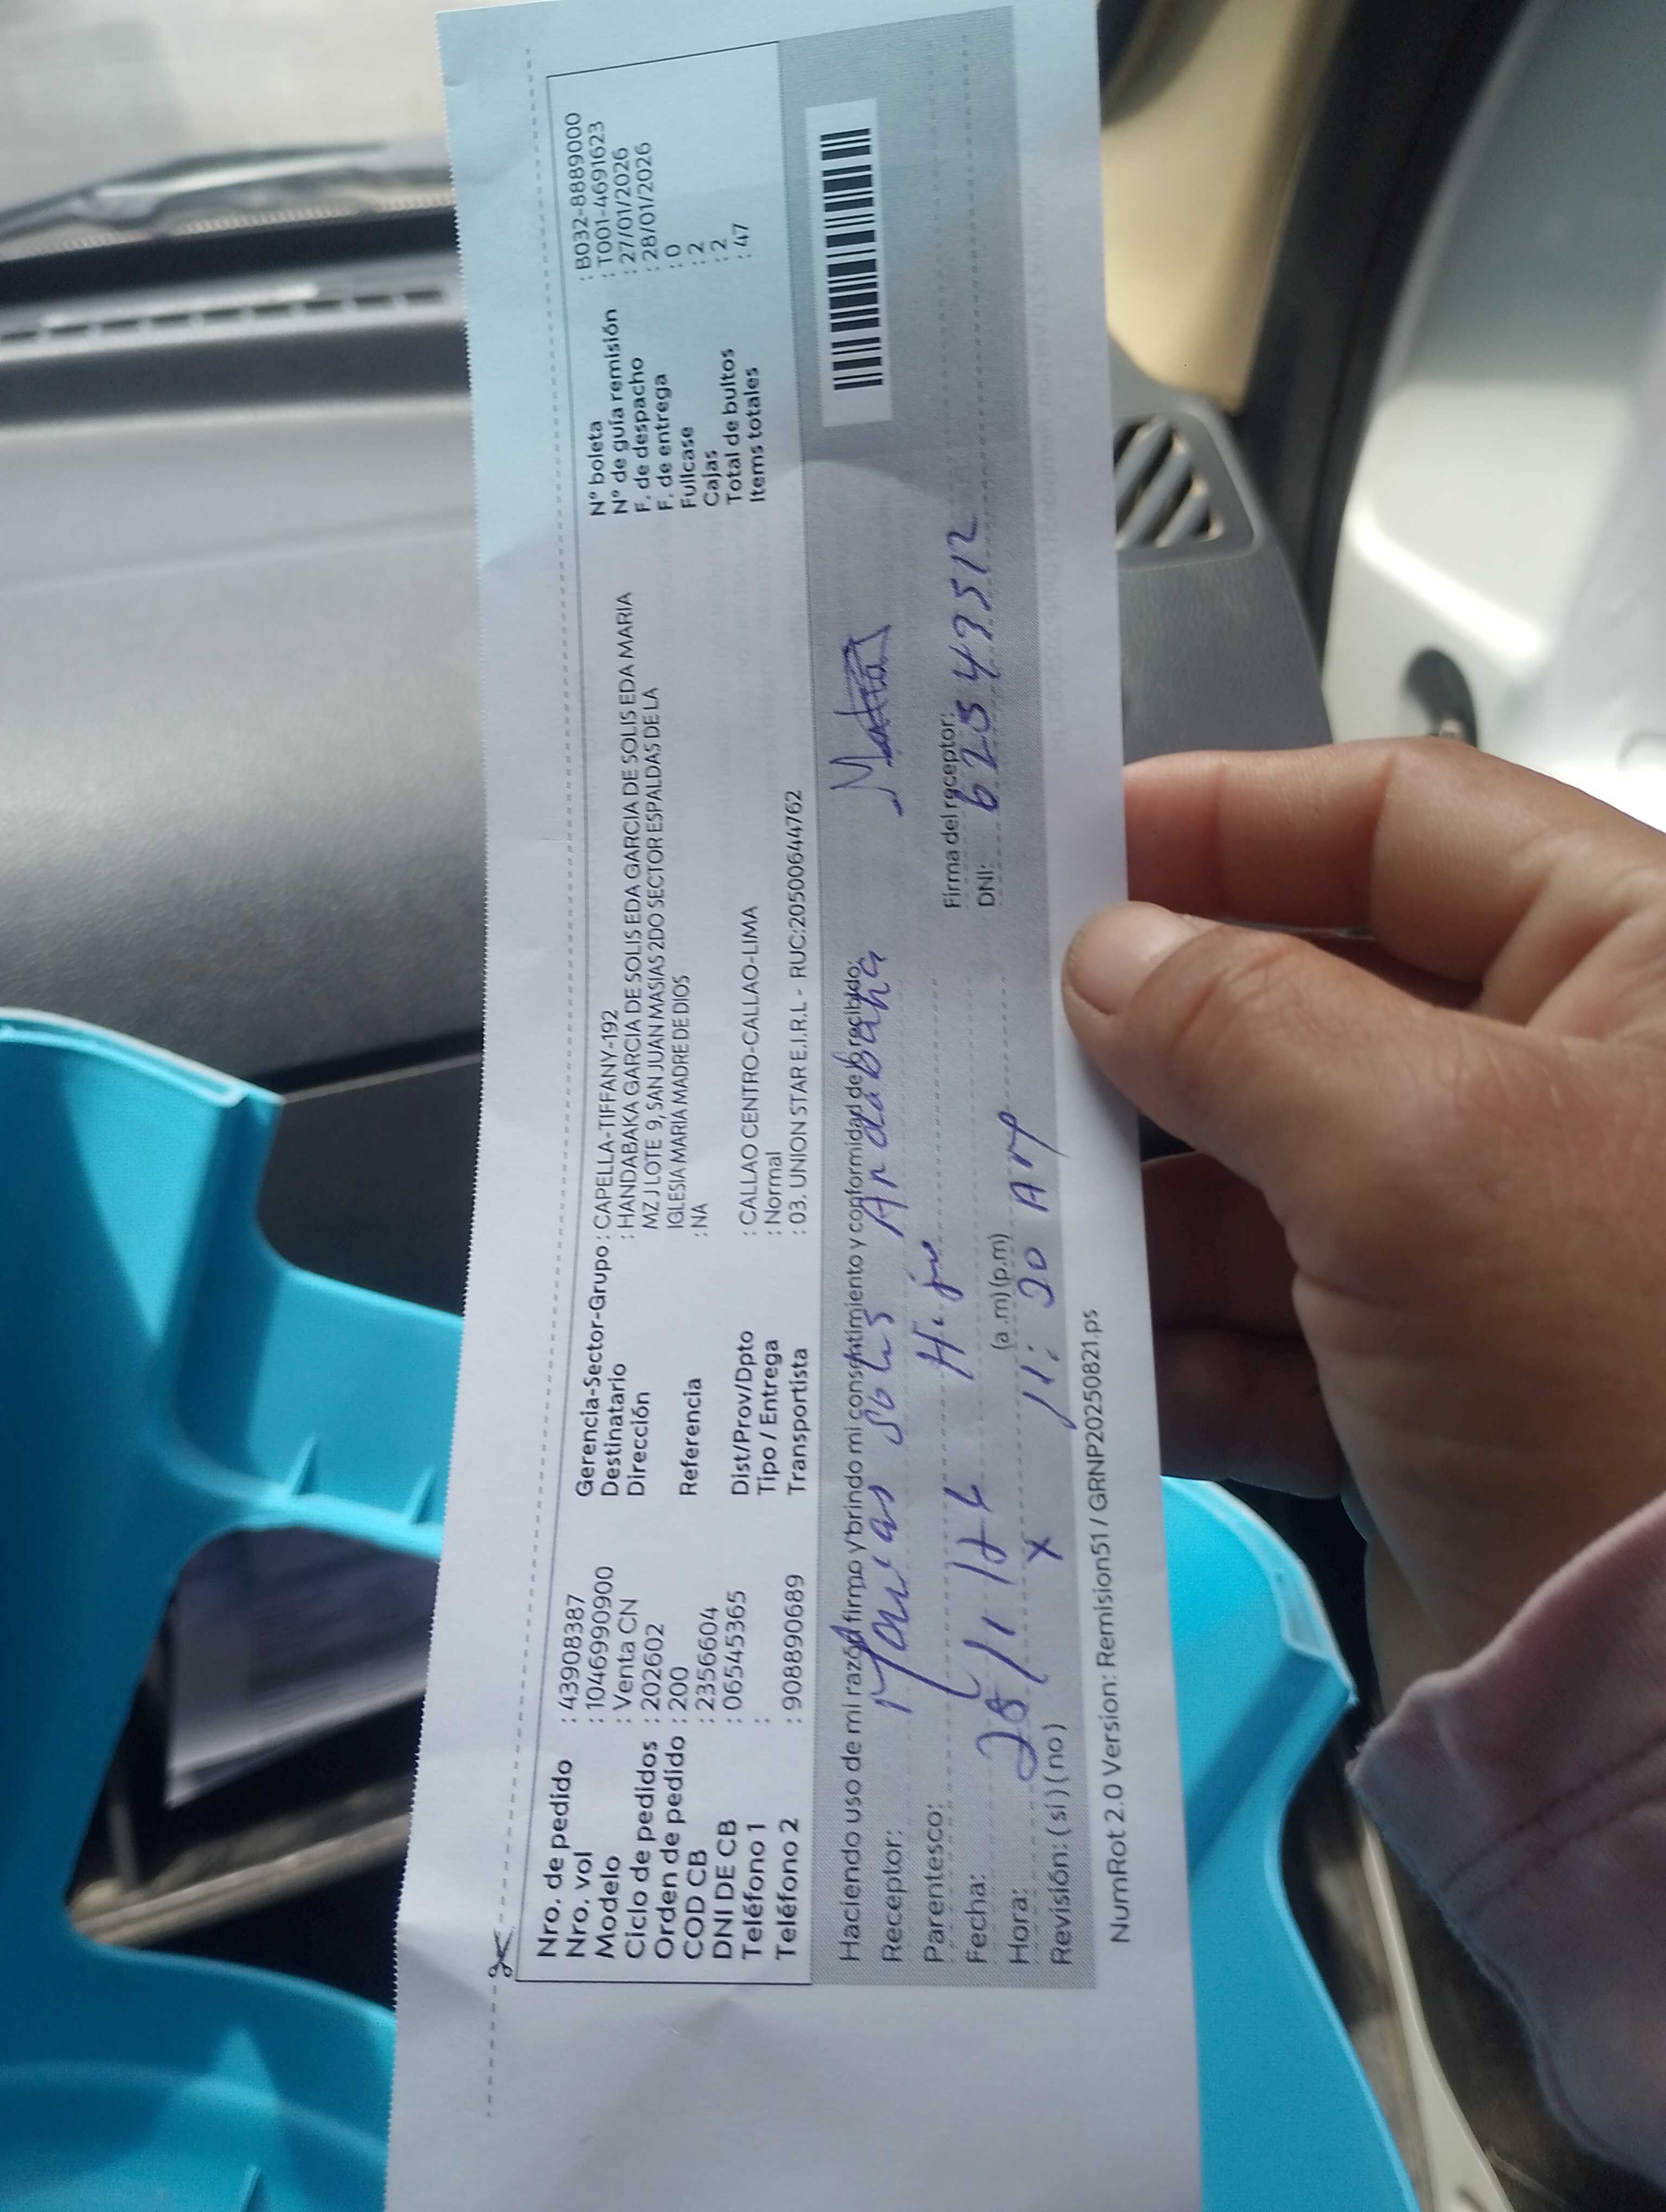 Nro. de pedido : 43908387
Nro. vol : 1046990900
Modelo : Venta CN
Ciclo de pedidos : 202602
Orden de pedido : 200
COD CB : 2356604
DNI DE CB : 06545365
Teléfono 1 :
Teléfono 2 : 908890689
Gerencia-Sector-Grupo : CAPELLA-TIFFANY-192
Destinatario : HANDABAKA GARCIA DE SOLIS EDA GARCIA DE SOLIS EDA MARIA
Dirección MZ J LOTE 9, SAN JUAN MASIAS 2DO SECTOR ESPALDAS DE LA
IGLESIA MARIA MADRE DE DIOS
Referencia : NA
Dist/Prov/Dpto : CALLAO CENTRO-CALLAO-LIMA
Tipo / Entrega : Normal
Transportista : 03. UNION STAR E.I.R.L - RUC:20500644762
N° boleta : B032-8889000
N° de guía remisión : T001-4691623
F. de despacho : 27/01/2026
F. de entrega : 28/01/2026
Fullcase : 0
Cajas : 2
Total de bultos : 2
Items totales : 47
Haciendo uso de mi razón firmo y brindo mi consentimiento y conformidad de lo recibido:
Receptor: Solis
Parentesco: Hijo
Fecha:
Hora: (a.m) (p.m) 11:20 AM
Revisión: ( si ) ( no ) X
Firma del receptor:
DNI:
NumRot 2.0 Version: Remision51 / GRNP20250821.ps